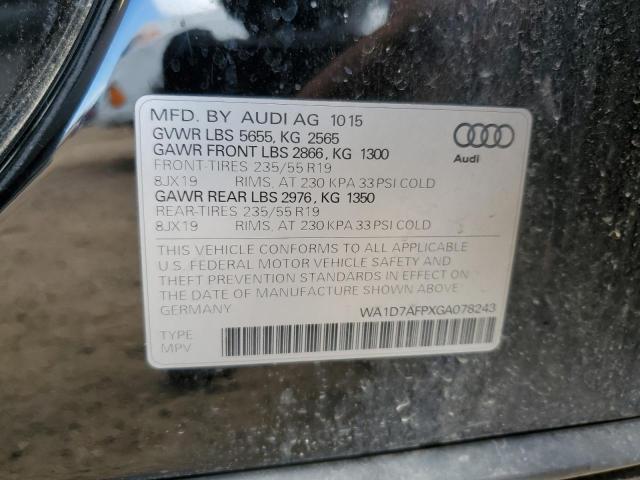 MFD. BY AUDI AG 10 15
GVWR LBS 5655, KG 2565
GAWR FRONT LBS 2866, KG 1300
FRONT-TIRES 235/55 R19
8JX19 RIMS, AT 230 KPA 33 PSI COLD
GAWR REAR LBS 2976, KG 1350
REAR-TIRES 235/55 R19
8JX19 RIMS, AT 230 KPA 33 PSI COLD
Audi
THIS VEHICLE CONFORMS TO ALL APPLICABLE
U.S. FEDERAL MOTOR VEHICLE SAFETY AND
THEFT PREVENTION STANDARDS IN EFFECT ON
THE DATE OF MANUFACTURE SHOWN ABOVE
GERMANY WA1D7AFPXGA078243
TYPE
MPV